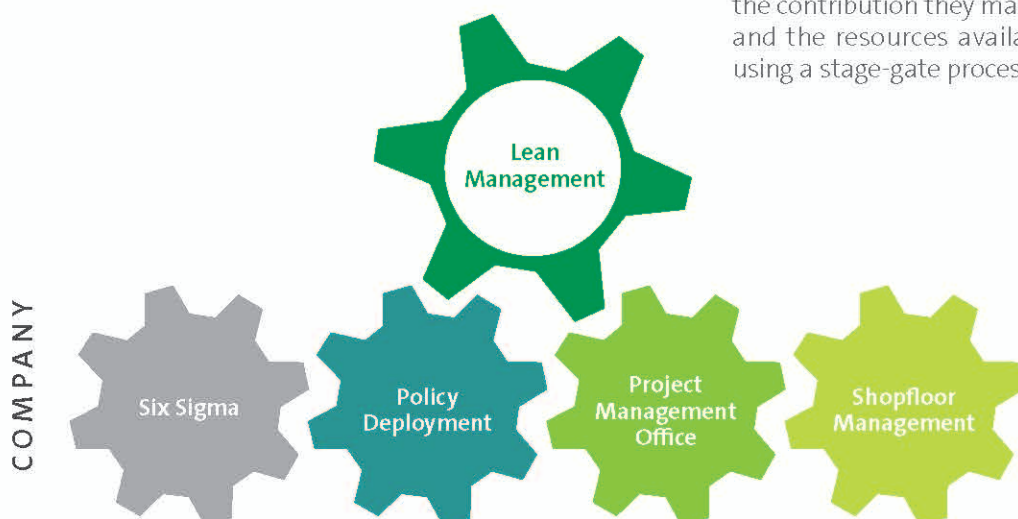 the contribution they ma
and the resources availa
using a stage-gate proces
Lean
Management
COMPANY
Six Sigma
Policy
Deployment
Project
Management
Office
Shopfloor
Management